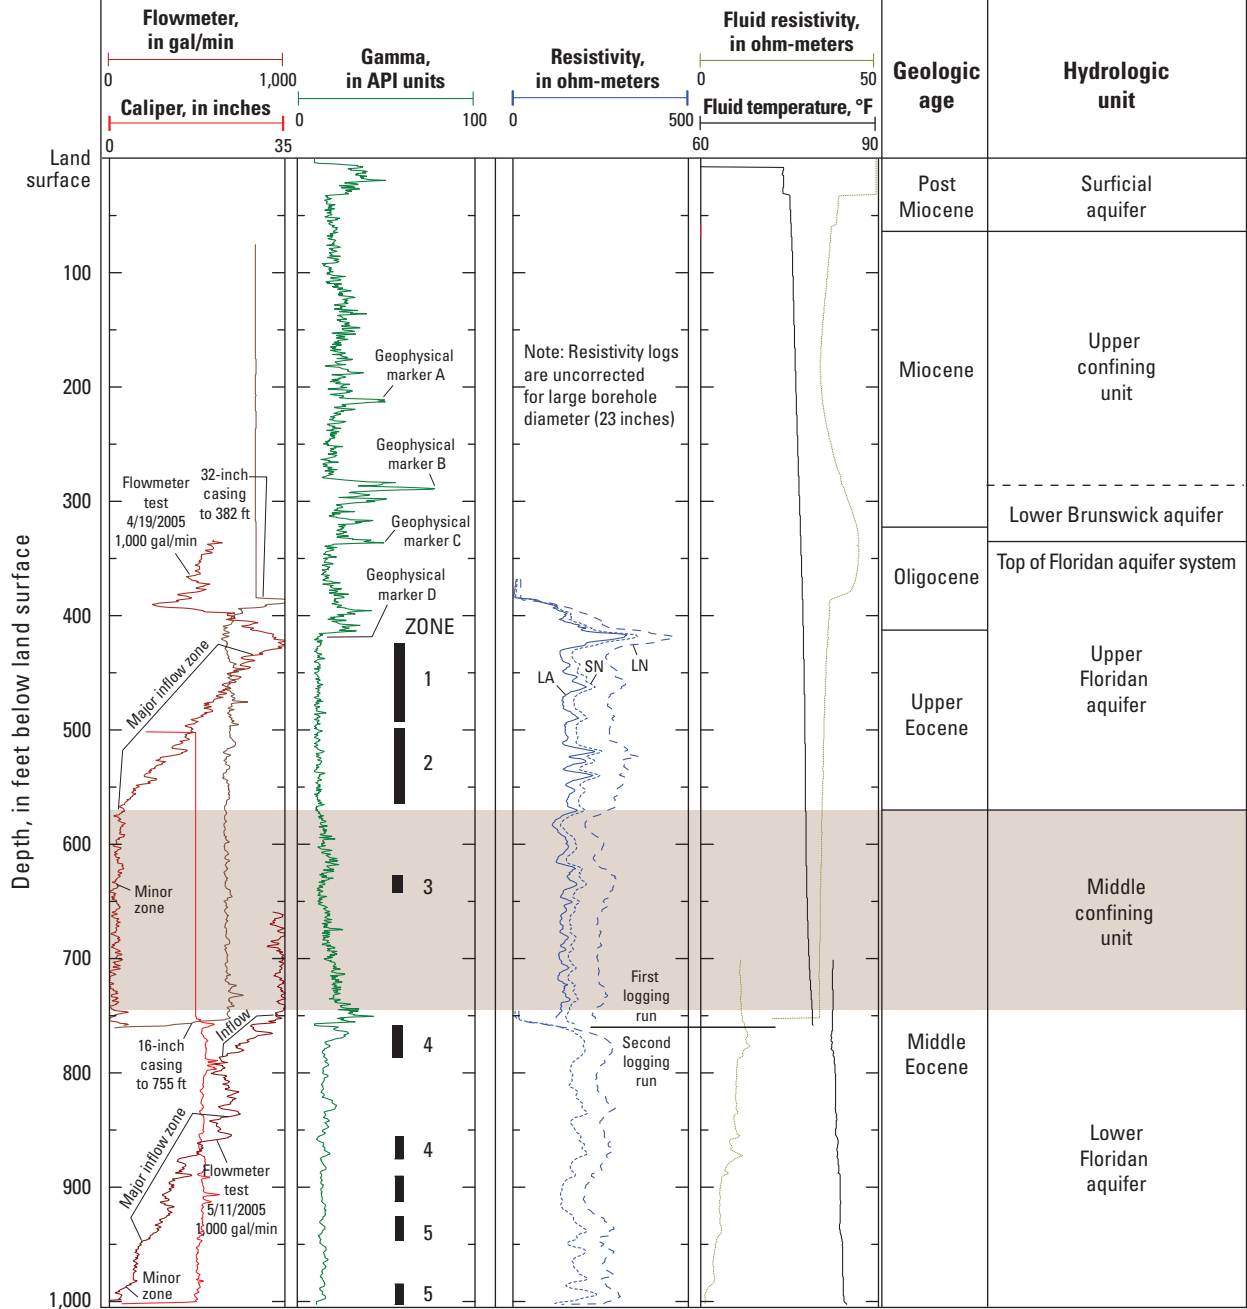 Flowmeter,
in gal/min
0
1,000
Caliper, in inches
0
35
Gamma,
in API units
0
100
Resistivity,
in ohm-meters
0
500
Fluid resistivity,
in ohm-meters
0
50
Fluid temperature, °F
60
90
Geologic
age
Hydrologic
unit
Depth, in feet below land surface
Land
surface
100
200
300
400
500
600
700
800
900
1,000
32-inch
casing
to 382 ft
Flowmeter
test
4/19/2005
1,000 gal/min
Major inflow zone
Minor
zone
Inflow
16-inch
casing
to 755 ft
Major inflow zone
Flowmeter
test
5/11/2005
1,000 gal/min
Minor
zone
Geophysical
marker A
Geophysical
marker B
Geophysical
marker C
Geophysical
marker D
ZONE
1
2
3
4
4
5
5
Note: Resistivity logs
are uncorrected
for large borehole
diameter (23 inches)
LA
SN
LN
First
logging
run
Second
logging
run
Post
Miocene
Miocene
Oligocene
Upper
Eocene
Middle
Eocene
Surficial
aquifer
Upper
confining
unit
Lower Brunswick aquifer
Top of Floridan aquifer system
Upper
Floridan
aquifer
Middle
confining
unit
Lower
Floridan
aquifer